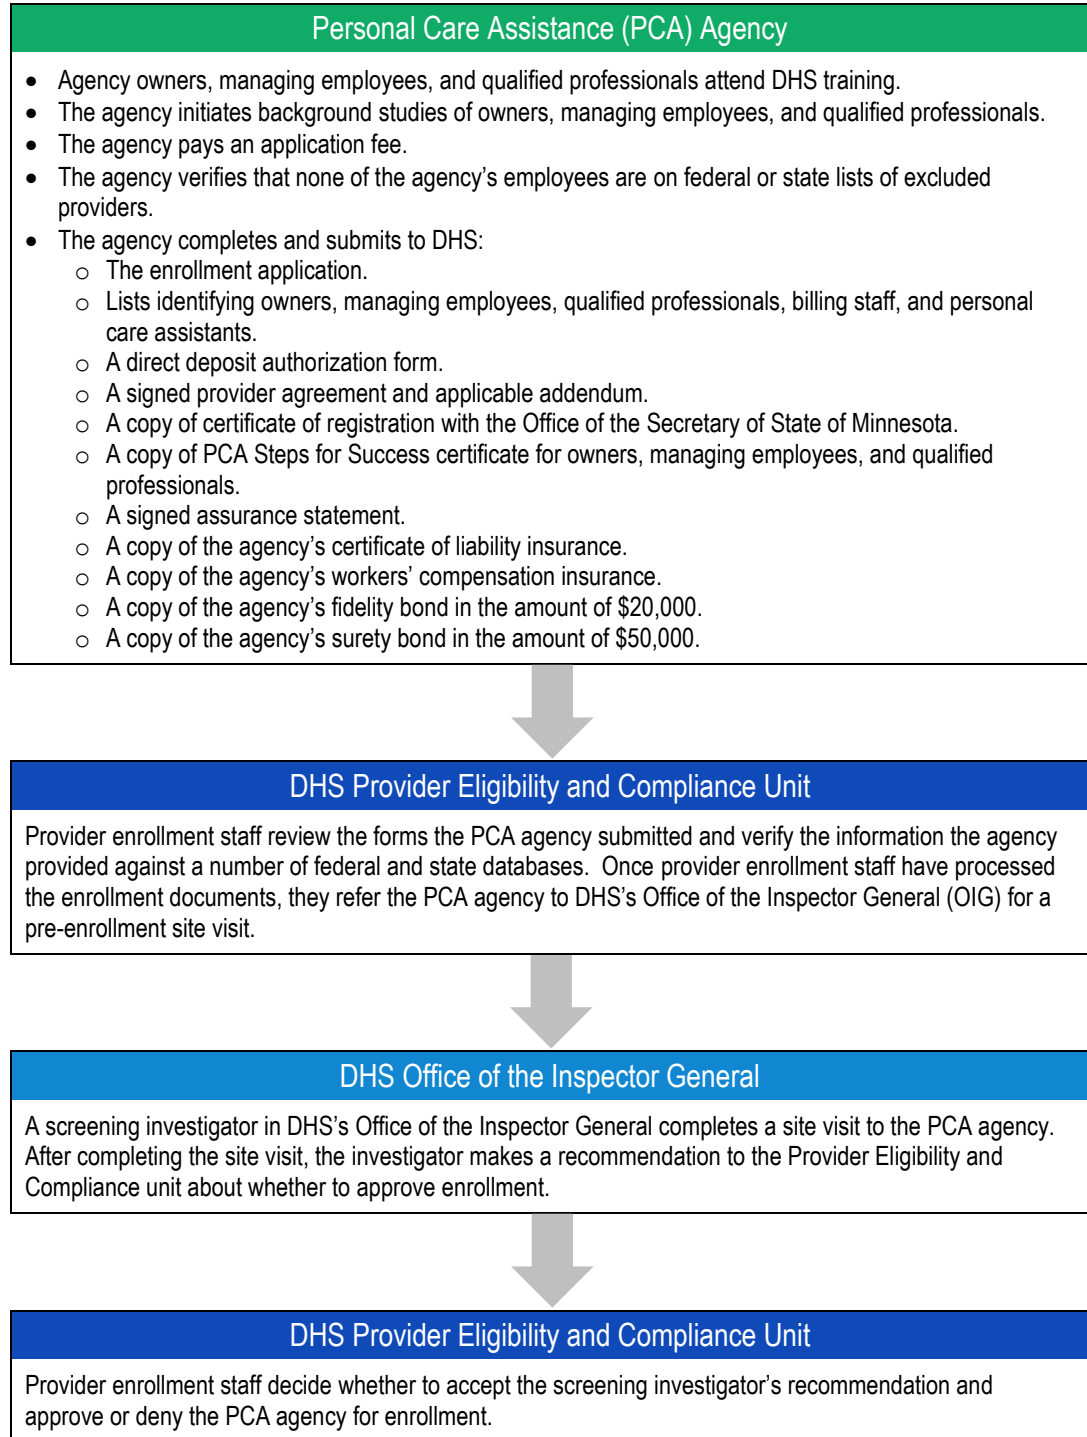 Personal Care Assistance (PCA) Agency
• Agency owners, managing employees, and qualified professionals attend DHS training.
• The agency initiates background studies of owners, managing employees, and qualified professionals.
• The agency pays an application fee.
• The agency verifies that none of the agency’s employees are on federal or state lists of excluded
providers.
• The agency completes and submits to DHS:
o The enrollment application.
o Lists identifying owners, managing employees, qualified professionals, billing staff, and personal
care assistants.
o A direct deposit authorization form.
o A signed provider agreement and applicable addendum.
o A copy of certificate of registration with the Office of the Secretary of State of Minnesota.
o A copy of PCA Steps for Success certificate for owners, managing employees, and qualified
professionals.
o A signed assurance statement.
o A copy of the agency’s certificate of liability insurance.
o A copy of the agency’s workers’ compensation insurance.
o A copy of the agency’s fidelity bond in the amount of $20,000.
o A copy of the agency’s surety bond in the amount of $50,000.
DHS Provider Eligibility and Compliance Unit
Provider enrollment staff review the forms the PCA agency submitted and verify the information the agency
provided against a number of federal and state databases. Once provider enrollment staff have processed
the enrollment documents, they refer the PCA agency to DHS’s Office of the Inspector General (OIG) for a
pre-enrollment site visit.
DHS Office of the Inspector General
A screening investigator in DHS’s Office of the Inspector General completes a site visit to the PCA agency.
After completing the site visit, the investigator makes a recommendation to the Provider Eligibility and
Compliance unit about whether to approve enrollment.
DHS Provider Eligibility and Compliance Unit
Provider enrollment staff decide whether to accept the screening investigator’s recommendation and
approve or deny the PCA agency for enrollment.